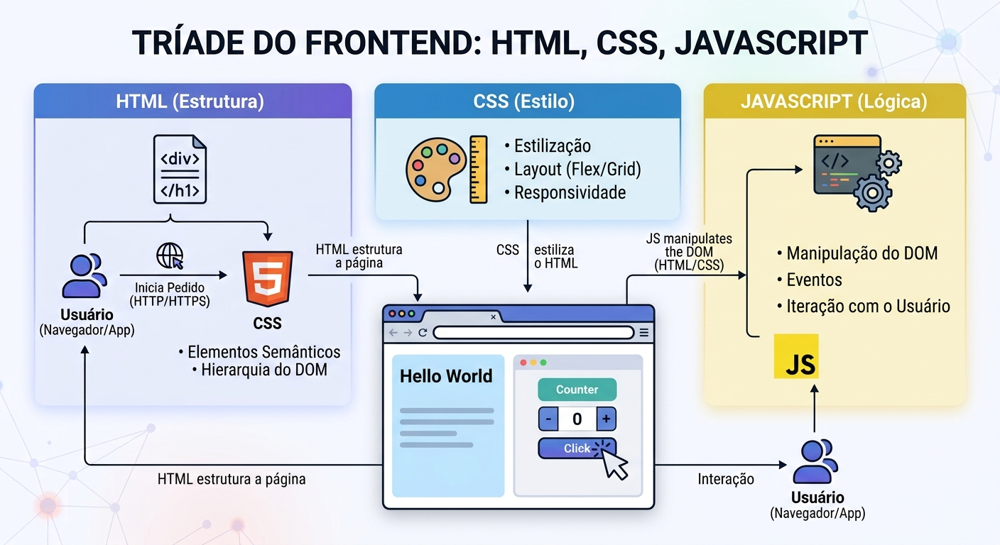 TRÍADE DO FRONTEND: HTML, CSS, JAVASCRIPT
HTML (Estrutura)
<div>
</h1>
Inicia Pedido
(HTTP/HTTPS)
Usuário
(Navegador/App)
5
CSS
• Elementos Semânticos
• Hierarquia do DOM
HTML estrutura
a página
CSS (Estilo)
• Estilização
• Layout (Flex/Grid)
• Responsividade
CSS estiliza
o HTML
JS manipulates
the DOM
(HTML/CSS)
JAVASCRIPT (Lógica)
</>
• Manipulação do DOM
• Eventos
• Iteração com o Usuário
JS
Hello World
Counter
- 0 +
Click
HTML estrutura a página
Interação
Usuário
(Navegador/App)